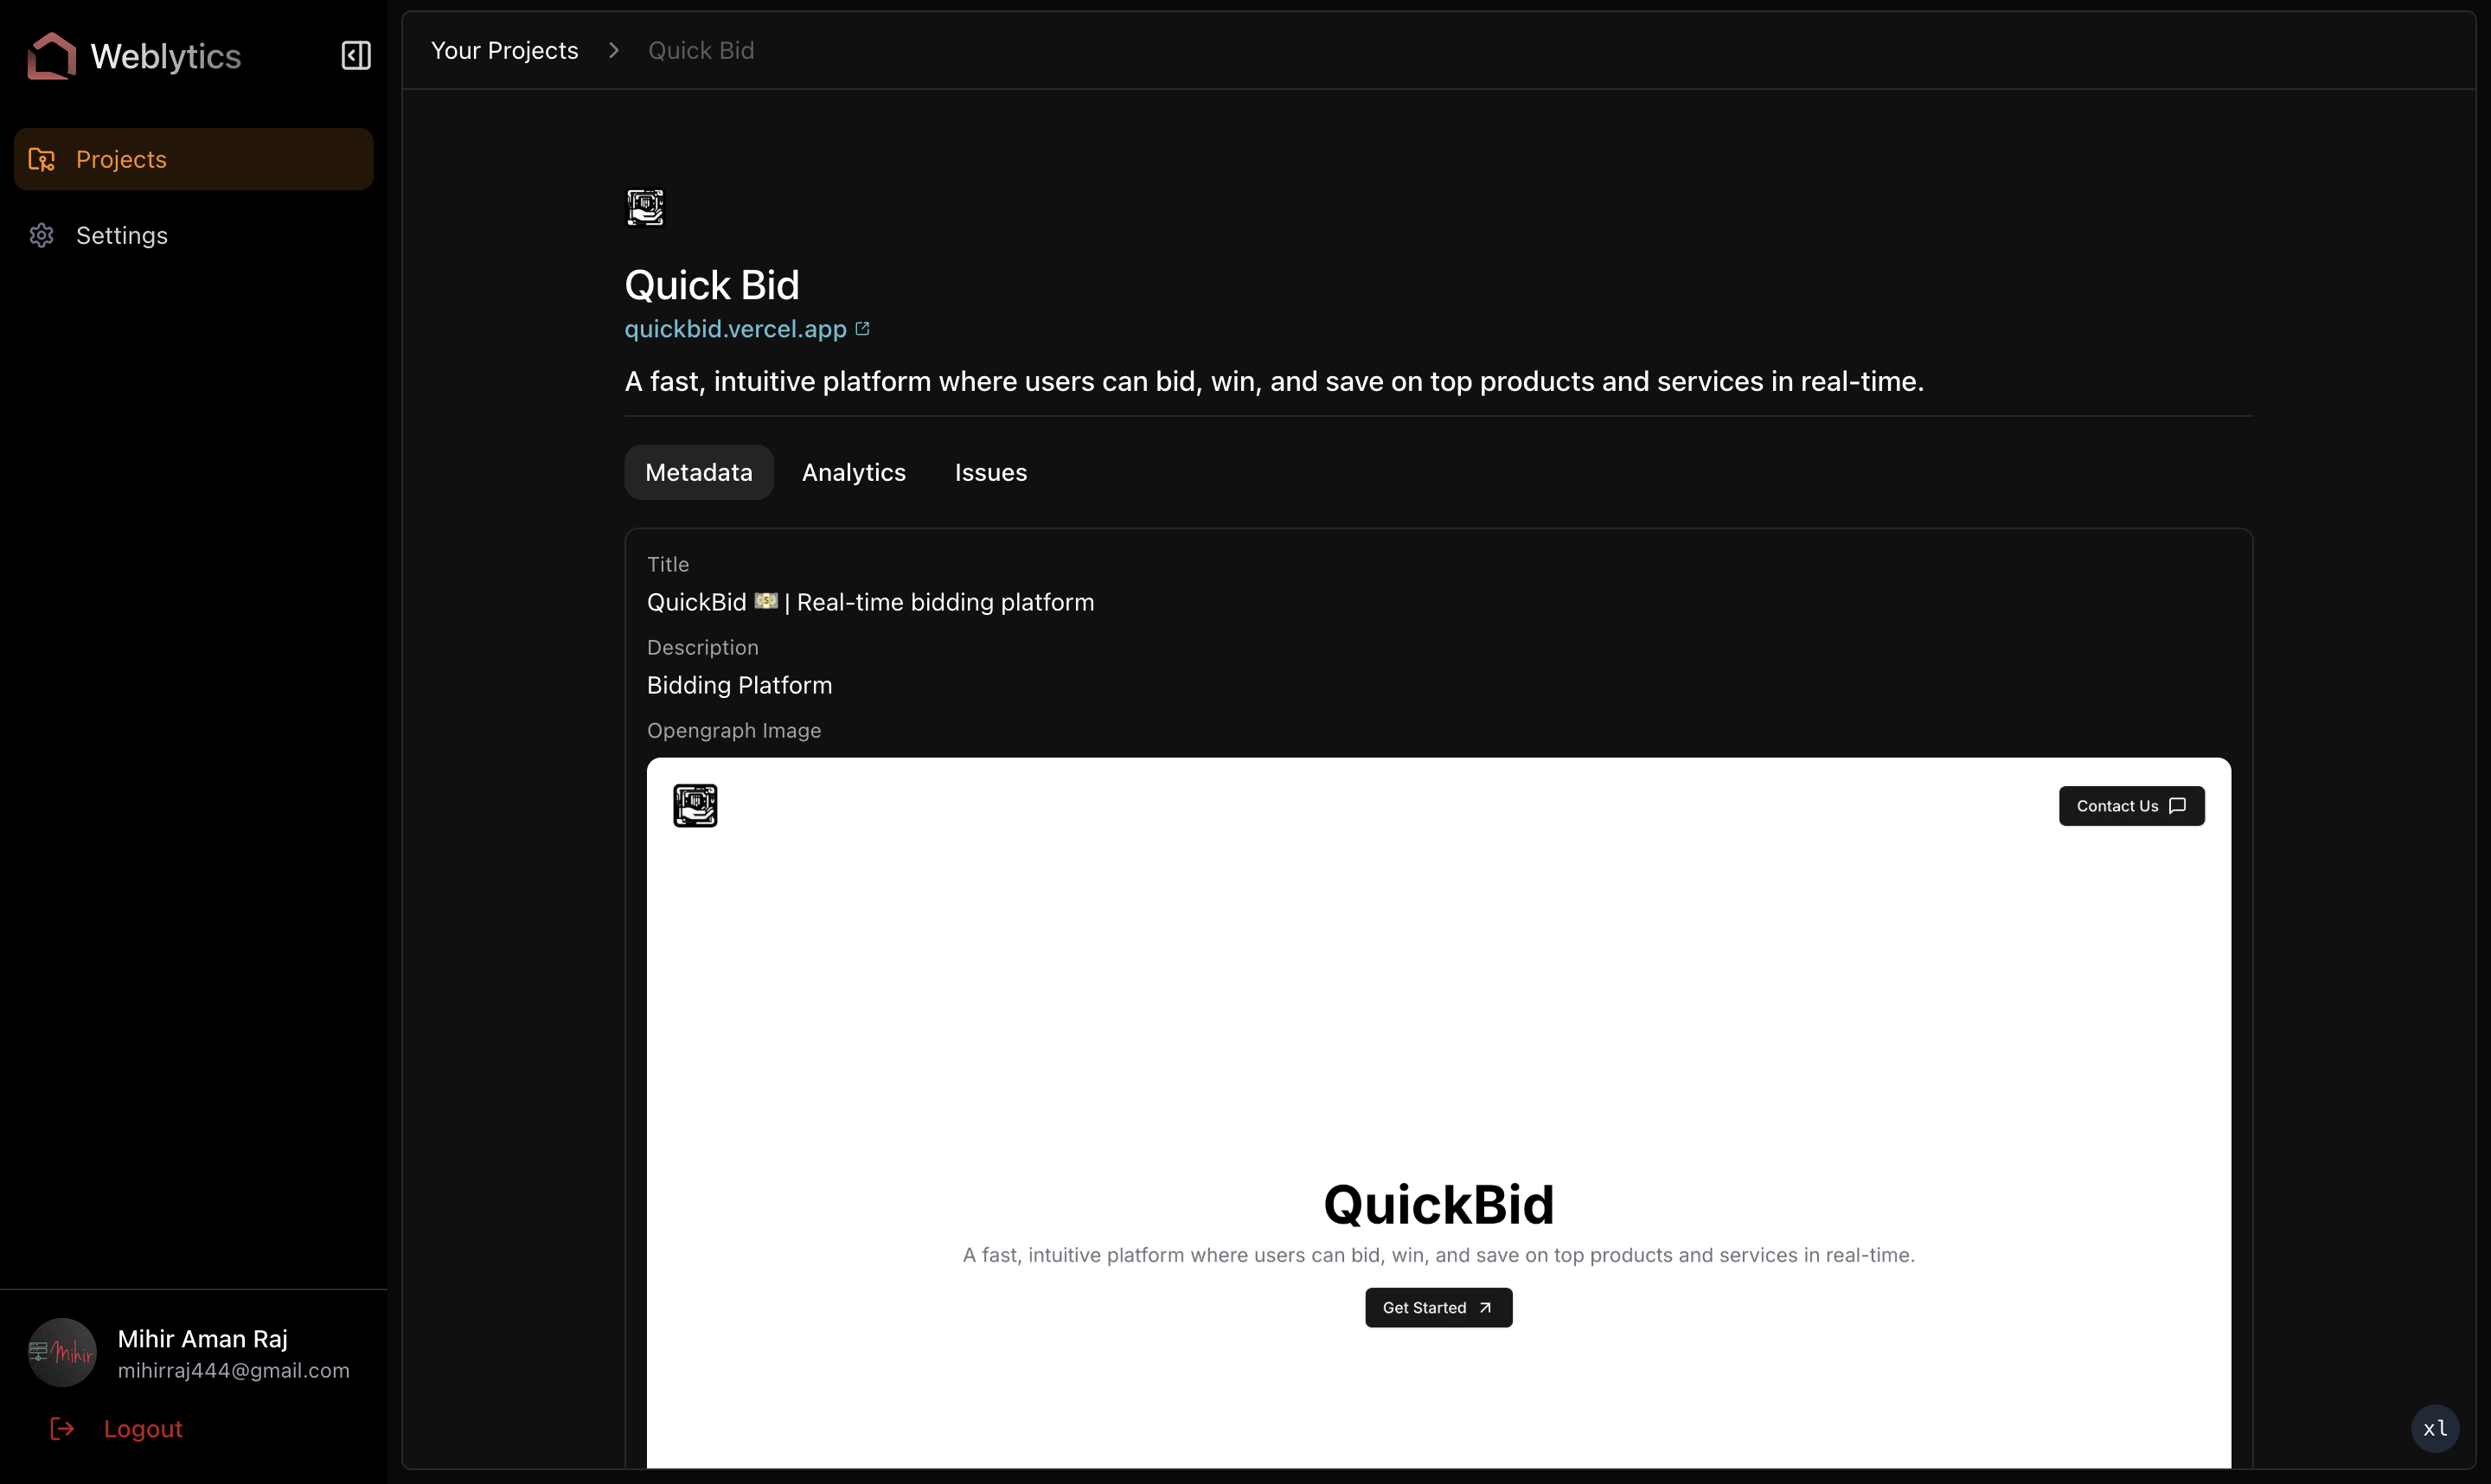 Weblytics
Projects
Settings
Your Projects > Quick Bid
Quick Bid
quickbid.vercel.app
A fast, intuitive platform where users can bid, win, and save on top products and services in real-time.
Metadata Analytics Issues
Title
QuickBid 💵 | Real-time bidding platform
Description
Bidding Platform
Opengraph Image
Contact Us
QuickBid
A fast, intuitive platform where users can bid, win, and save on top products and services in real-time.
Get Started
Mihir
Mihir Aman Raj
mihirraj444@gmail.com
Logout
xl